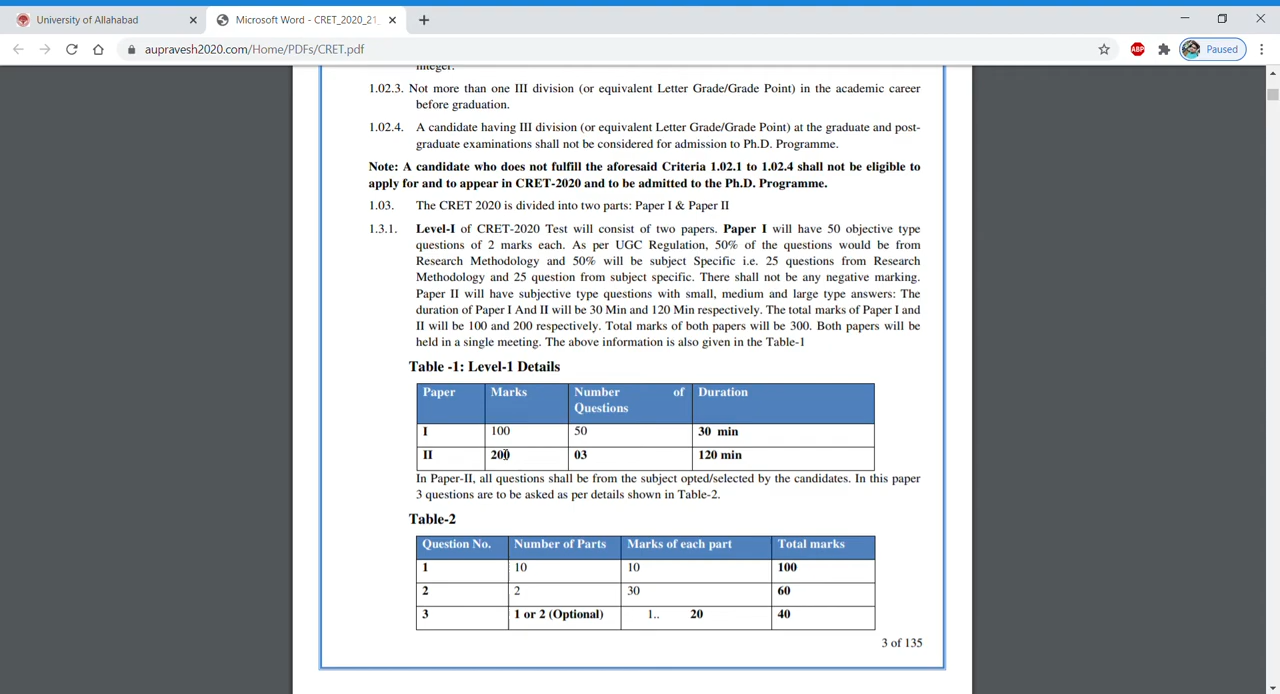 University of Allahabad
Microsoft Word - CRET_2020_21_
aupravesh2020.com/Home/PDFs/CRET.pdf
ABP
Paused
integer.
1.02.3. Not more than one III division (or equivalent Letter Grade/Grade Point) in the academic career
before graduation.
1.02.4. A candidate having III division (or equivalent Letter Grade/Grade Point) at the graduate and post-
graduate examinations shall not be considered for admission to Ph.D. Programme.
Note: A candidate who does not fulfill the aforesaid Criteria 1.02.1 to 1.02.4 shall not be eligible to
apply for and to appear in CRET-2020 and to be admitted to the Ph.D. Programme.
1.03. The CRET 2020 is divided into two parts: Paper I & Paper II
1.3.1. Level-I of CRET-2020 Test will consist of two papers. Paper I will have 50 objective type
questions of 2 marks each. As per UGC Regulation, 50% of the questions would be from
Research Methodology and 50% will be subject Specific i.e. 25 questions from Research
Methodology and 25 question from subject specific. There shall not be any negative marking.
Paper II will have subjective type questions with small, medium and large type answers: The
duration of Paper I And II will be 30 Min and 120 Min respectively. The total marks of Paper I and
II will be 100 and 200 respectively. Total marks of both papers will be 300. Both papers will be
held in a single meeting. The above information is also given in the Table-1
Table -1: Level-1 Details
Paper Marks Number of Questions Duration
I 100 50 30 min
II 200 03 120 min
In Paper-II, all questions shall be from the subject opted/selected by the candidates. In this paper
3 questions are to be asked as per details shown in Table-2.
Table-2
Question No. Number of Parts Marks of each part Total marks
1 10 10 100
2 2 30 60
3 1 or 2 (Optional) 1.. 20 40
3 of 135